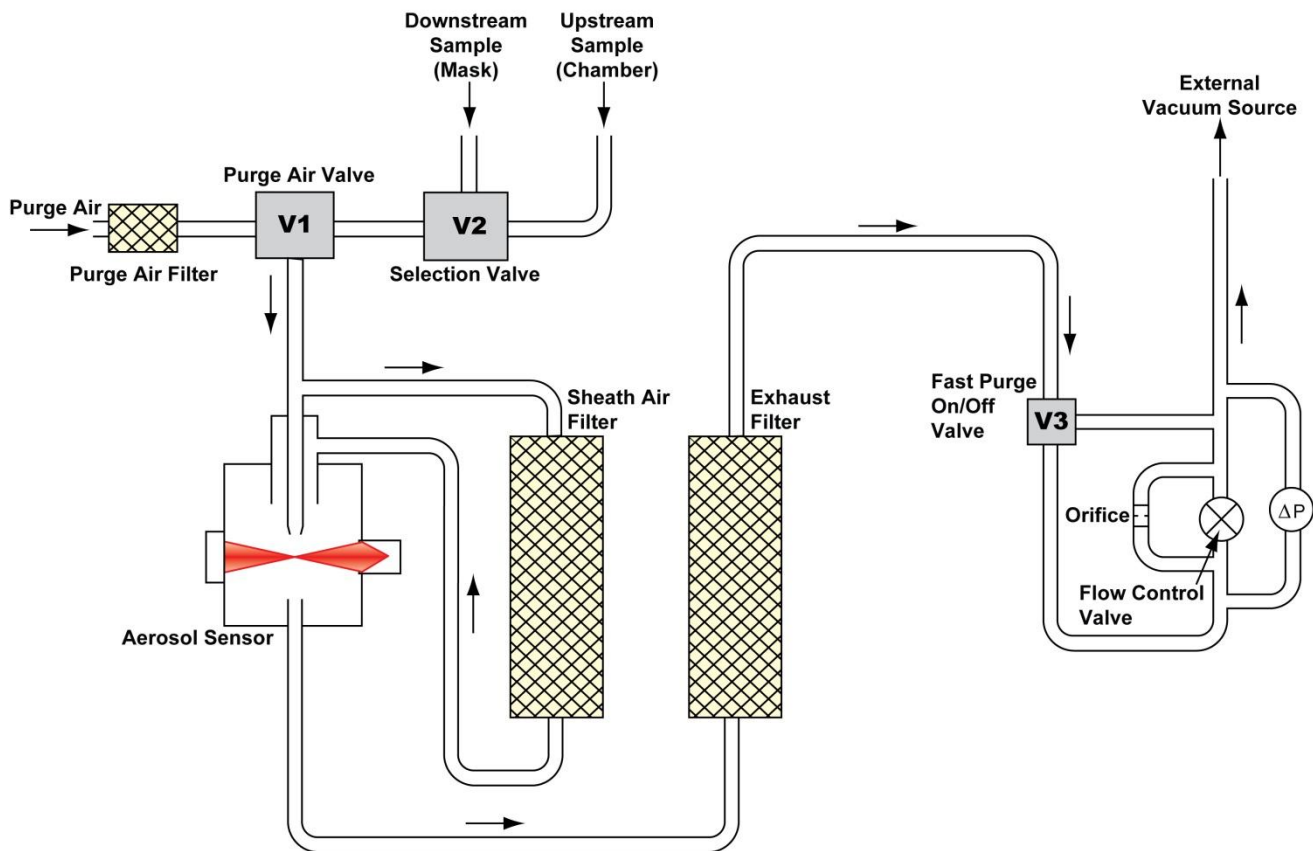 Downstream
Sample
(Mask)
Upstream
Sample
(Chamber)
External
Vacuum Source
Purge Air Valve
Purge Air
V1
V2
Purge Air Filter
Selection Valve
Sheath Air
Filter
Exhaust
Filter
Fast Purge
On/Off
Valve
V3
Orifice
ΔP
Flow Control
Valve
Aerosol Sensor